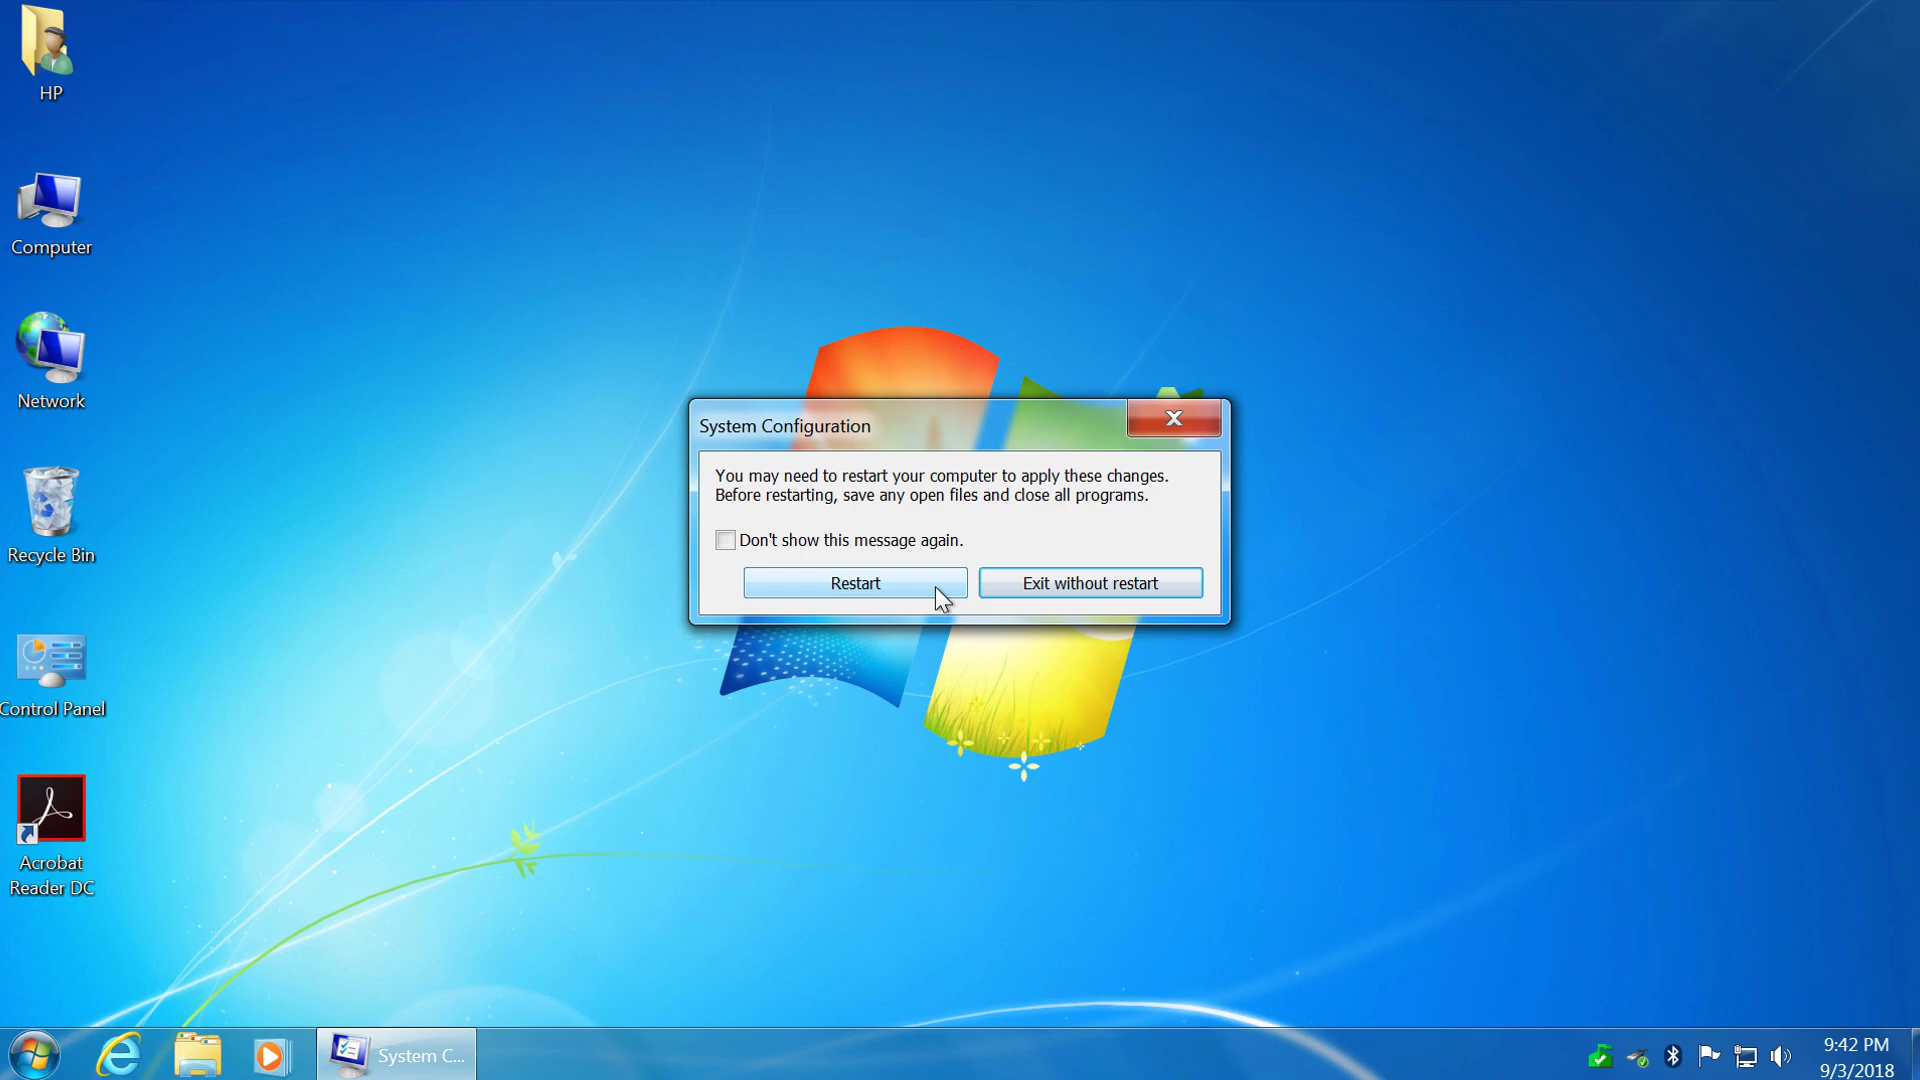 HP
Computer
Network
Recycle Bin
Control Panel
Acrobat
Reader DC
System Configuration
You may need to restart your computer to apply these changes.
Before restarting, save any open files and close all programs.
Don't show this message again.
Restart
Exit without restart
System C...
9:42 PM
9/3/2018